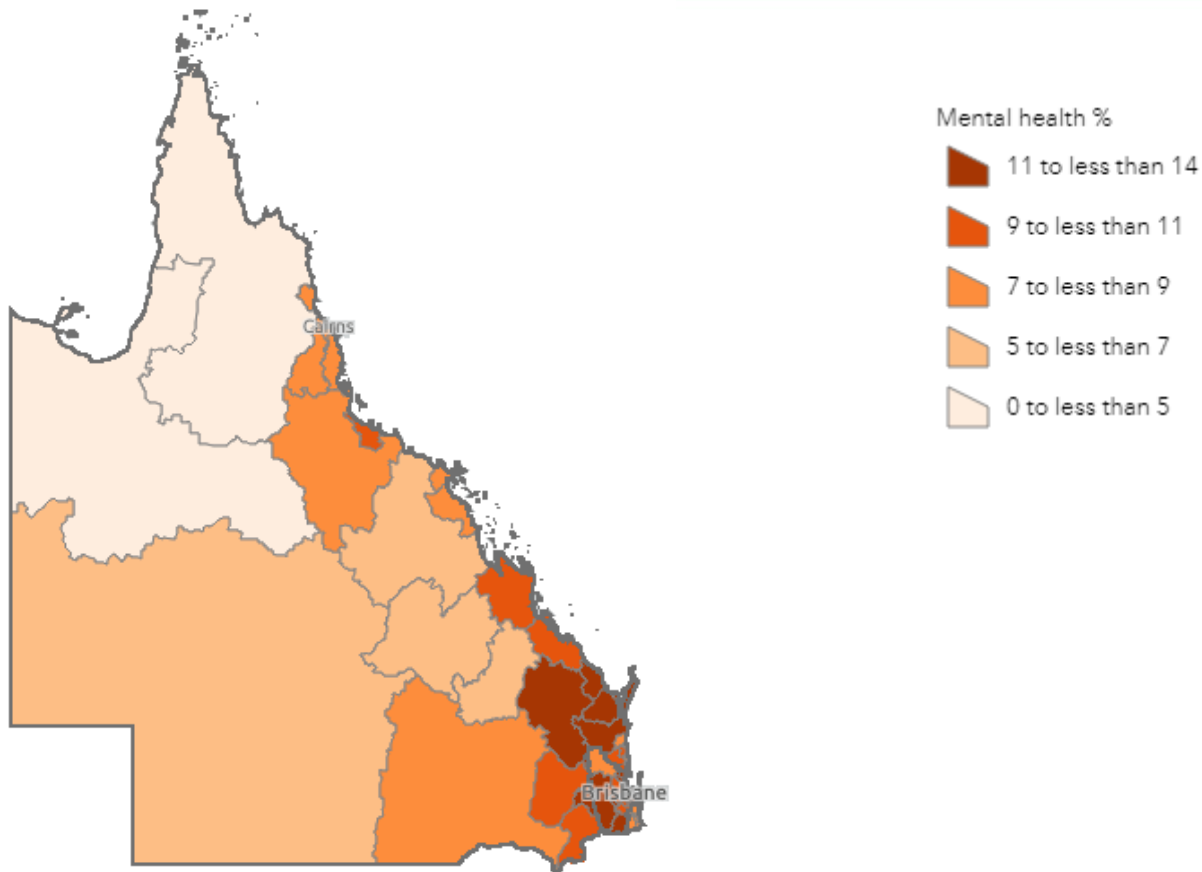 Mental health %
11 to less than 14
9 to less than 11
7 to less than 9
5 to less than 7
0 to less than 5
Cairns
Brisbane